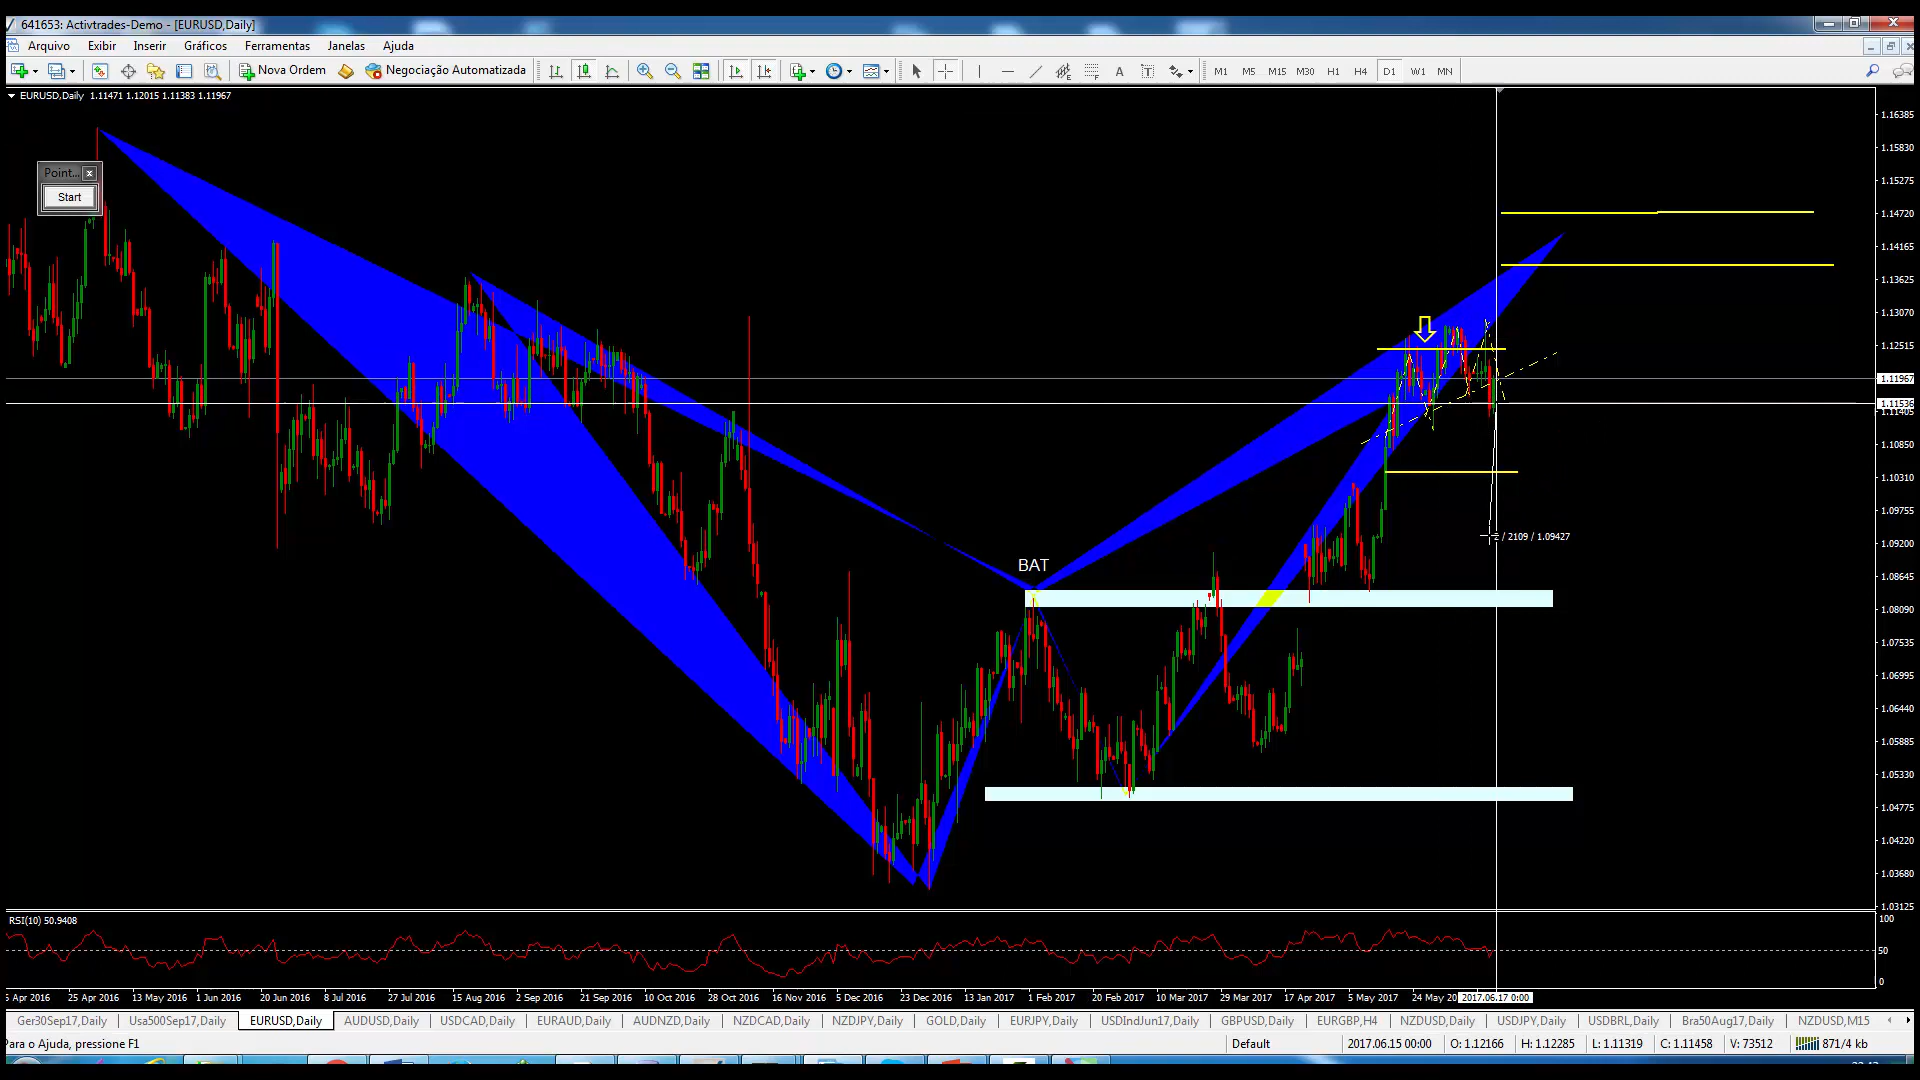 641653: Activtrades-Demo - [EURUSD,Daily]
Arquivo Exibir Inserir Gráficos Ferramentas Janelas Ajuda
Nova Ordem Negociação Automatizada A T M1 M5 M15 M30 H1 H4 D1 W1 MN
EURUSD,Daily 1.11471 1.12015 1.11383 1.11967
Point... x
Start
BAT
/ 2109 / 1.09427
1.16385
1.15830
1.15275
1.14720
1.14165
1.13625
1.13070
1.12515
1.11967
1.11536
1.11405
1.10850
1.10310
1.09755
1.09200
1.08645
1.08090
1.07535
1.06995
1.06440
1.05885
1.05330
1.04775
1.04220
1.03680
1.03125
RSI(10) 50.9408
100
50
0
5 Apr 2016 25 Apr 2016 13 May 2016 1 Jun 2016 20 Jun 2016 8 Jul 2016 27 Jul 2016 15 Aug 2016 2 Sep 2016 21 Sep 2016 10 Oct 2016 28 Oct 2016 16 Nov 2016 5 Dec 2016 23 Dec 2016 13 Jan 2017 1 Feb 2017 20 Feb 2017 10 Mar 2017 29 Mar 2017 17 Apr 2017 5 May 2017 24 May 20 2017.06.17 0:00
Ger30Sep17,Daily Usa500Sep17,Daily EURUSD,Daily AUDUSD,Daily USDCAD,Daily EURAUD,Daily AUDNZD,Daily NZDCAD,Daily NZDJPY,Daily GOLD,Daily EURJPY,Daily USDIndJun17,Daily GBPUSD,Daily EURGBP,H4 NZDUSD,Daily USDJPY,Daily USDBRL,Daily Bra50Aug17,Daily NZDUSD,M15
Para o Ajuda, pressione F1 Default 2017.06.15 00:00 O: 1.12166 H: 1.12285 L: 1.11319 C: 1.11458 V: 73512 871/4 kb